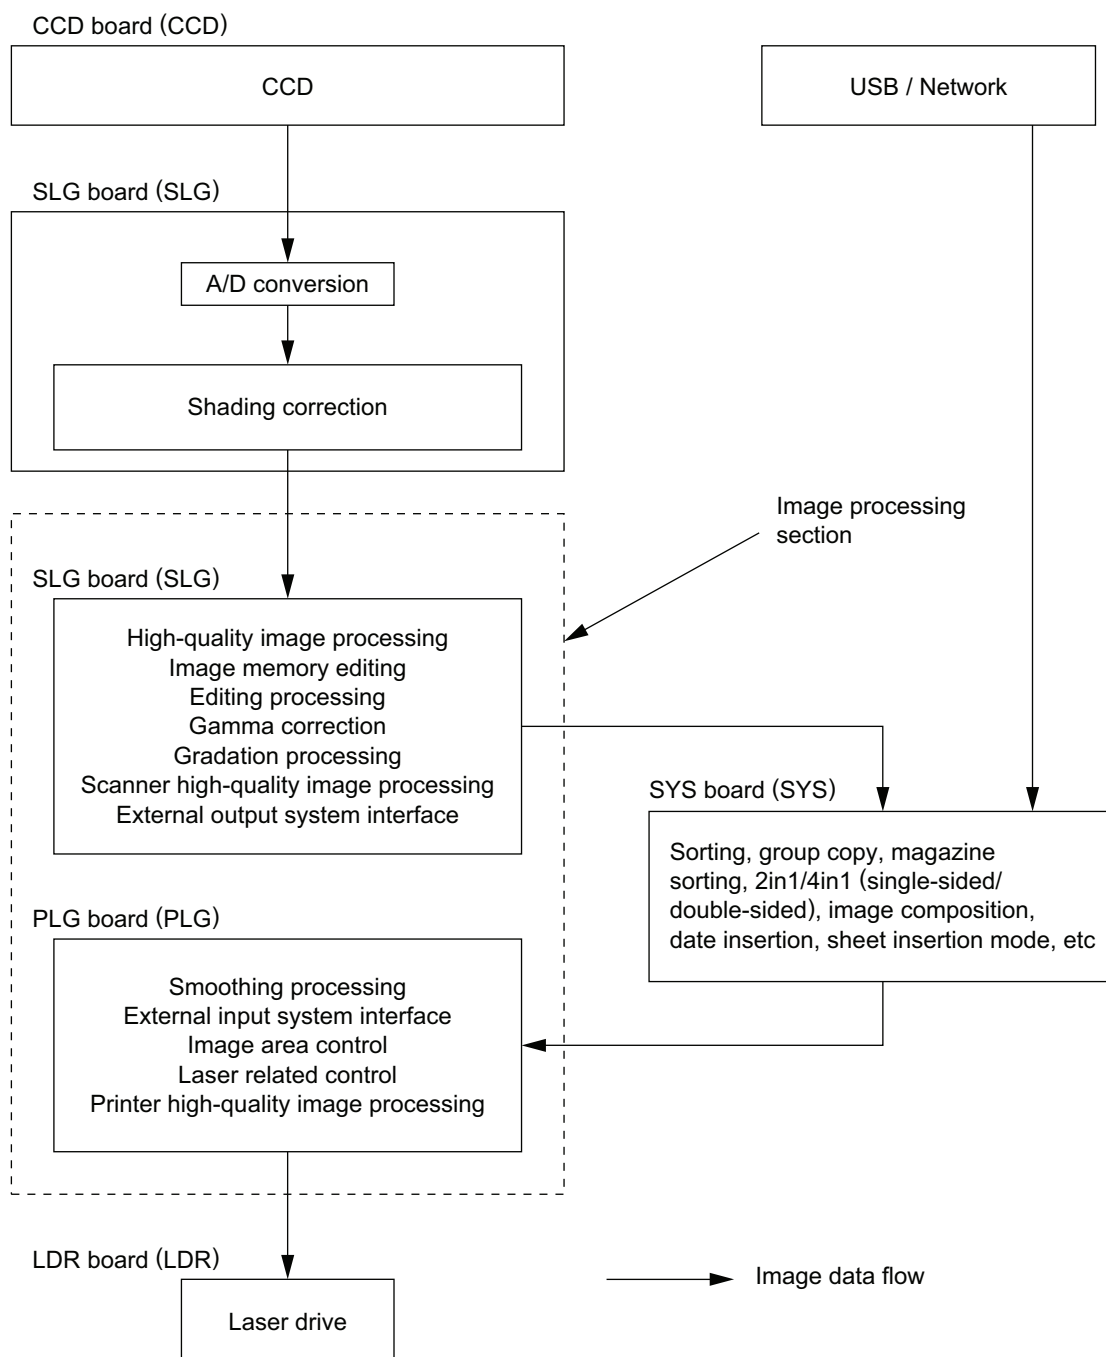 CCD board (CCD)
CCD
USB / Network
SLG board (SLG)
A/D conversion
Shading correction
Image processing
section
SLG board (SLG)
High-quality image processing
Image memory editing
Editing processing
Gamma correction
Gradation processing
Scanner high-quality image processing
External output system interface
SYS board (SYS)
Sorting, group copy, magazine
sorting, 2in1/4in1 (single-sided/
double-sided), image composition,
date insertion, sheet insertion mode, etc
PLG board (PLG)
Smoothing processing
External input system interface
Image area control
Laser related control
Printer high-quality image processing
LDR board (LDR)
Laser drive
Image data flow